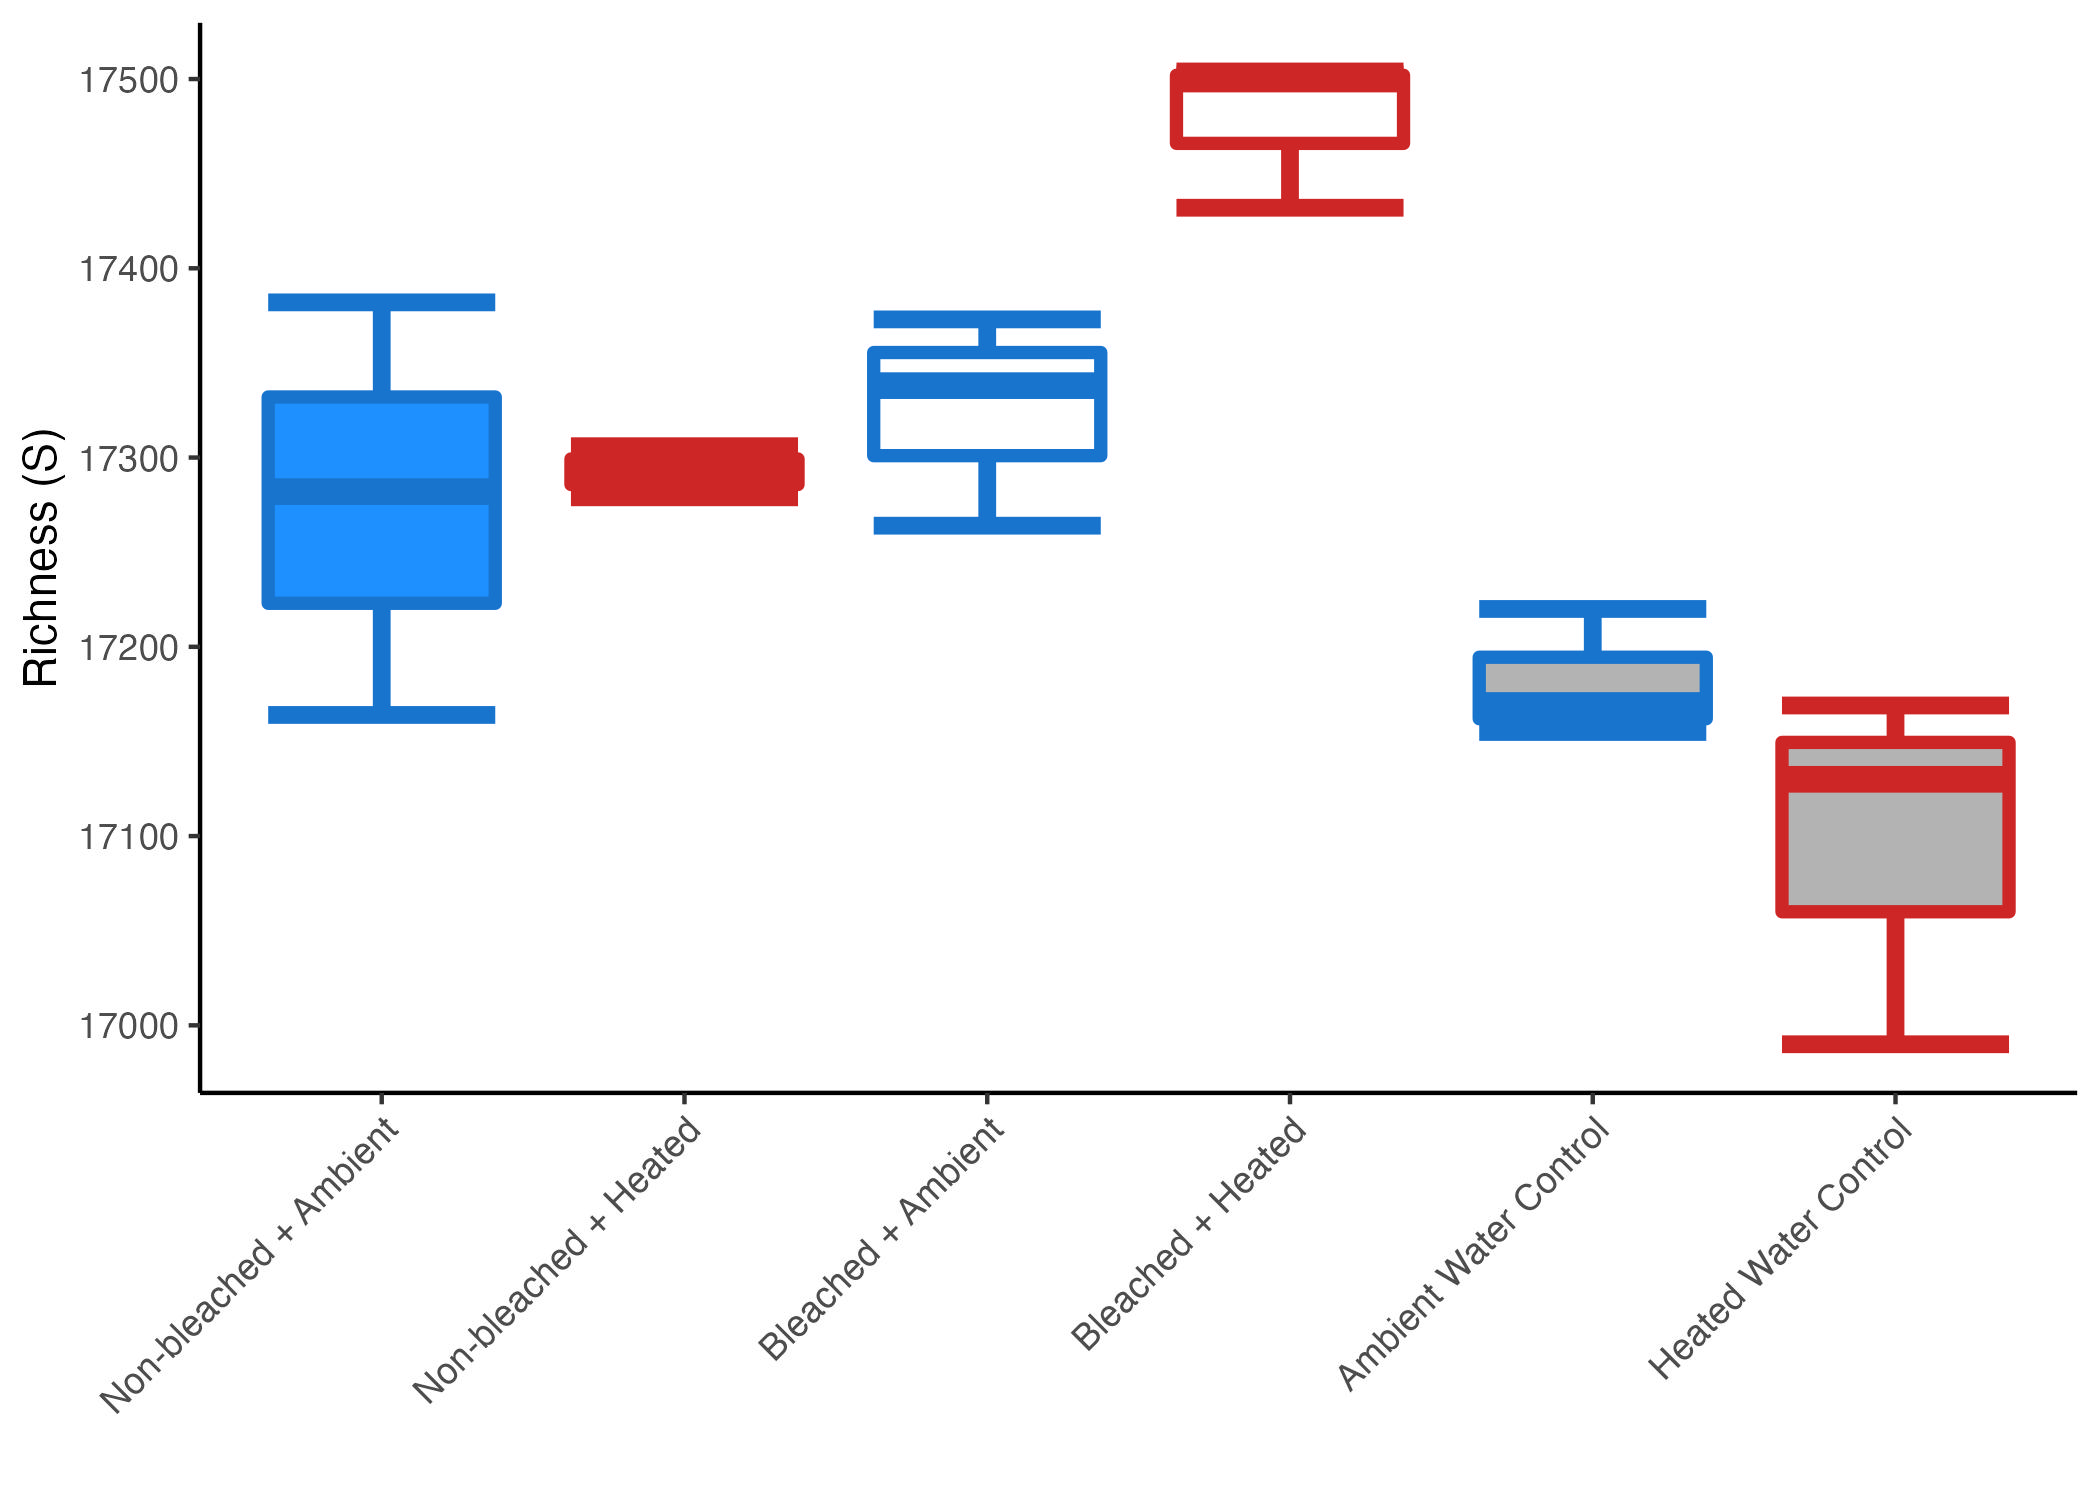 Richness (S)
17500
17400
17300
17200
17100
17000
Non-bleached + Ambient
Non-bleached + Heated
Bleached + Ambient
Bleached + Heated
Ambient Water Control
Heated Water Control